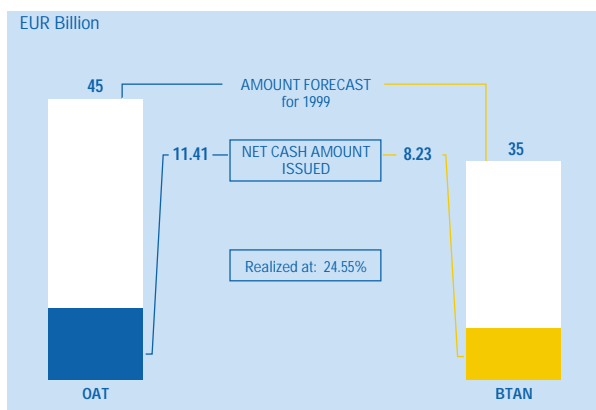 EUR Billion
45
AMOUNT FORECAST
for 1999
11.41
NET CASH AMOUNT
ISSUED
8.23
35
Realized at: 24.55%
OAT
BTAN